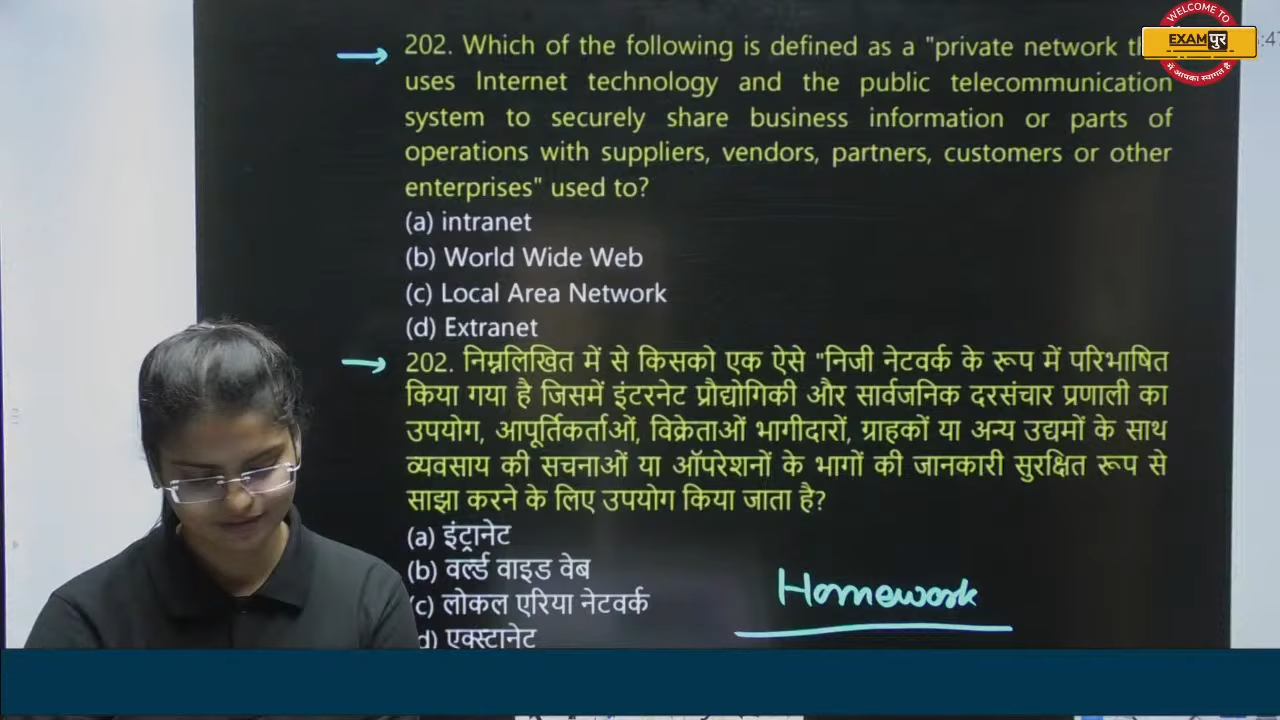 WELCOME TO
EXAMपुर
में आपका स्वागत है
:47
202. Which of the following is defined as a "private network
uses Internet technology and the public telecommunication
system to securely share business information or parts of
operations with suppliers, vendors, partners, customers or other
enterprises" used to?
(a) intranet
(b) World Wide Web
(c) Local Area Network
(d) Extranet
202. निम्नलिखित में से किसको एक ऐसे "निजी नेटवर्क के रूप में परिभाषित
किया गया है जिसमें इंटरनेट प्रौद्योगिकी और सार्वजनिक दरसंचार प्रणाली का
उपयोग, आपूर्तिकर्ताओं, विक्रेताओं भागीदारों, ग्राहकों या अन्य उद्यमों के साथ
व्यवसाय की सचनाओं या ऑपरेशनों के भागों की जानकारी सुरक्षित रूप से
साझा करने के लिए उपयोग किया जाता है?
(a) इंट्रानेट
(b) वर्ल्ड वाइड वेब
(c) लोकल एरिया नेटवर्क
d) एक्स्टानेट
Homework